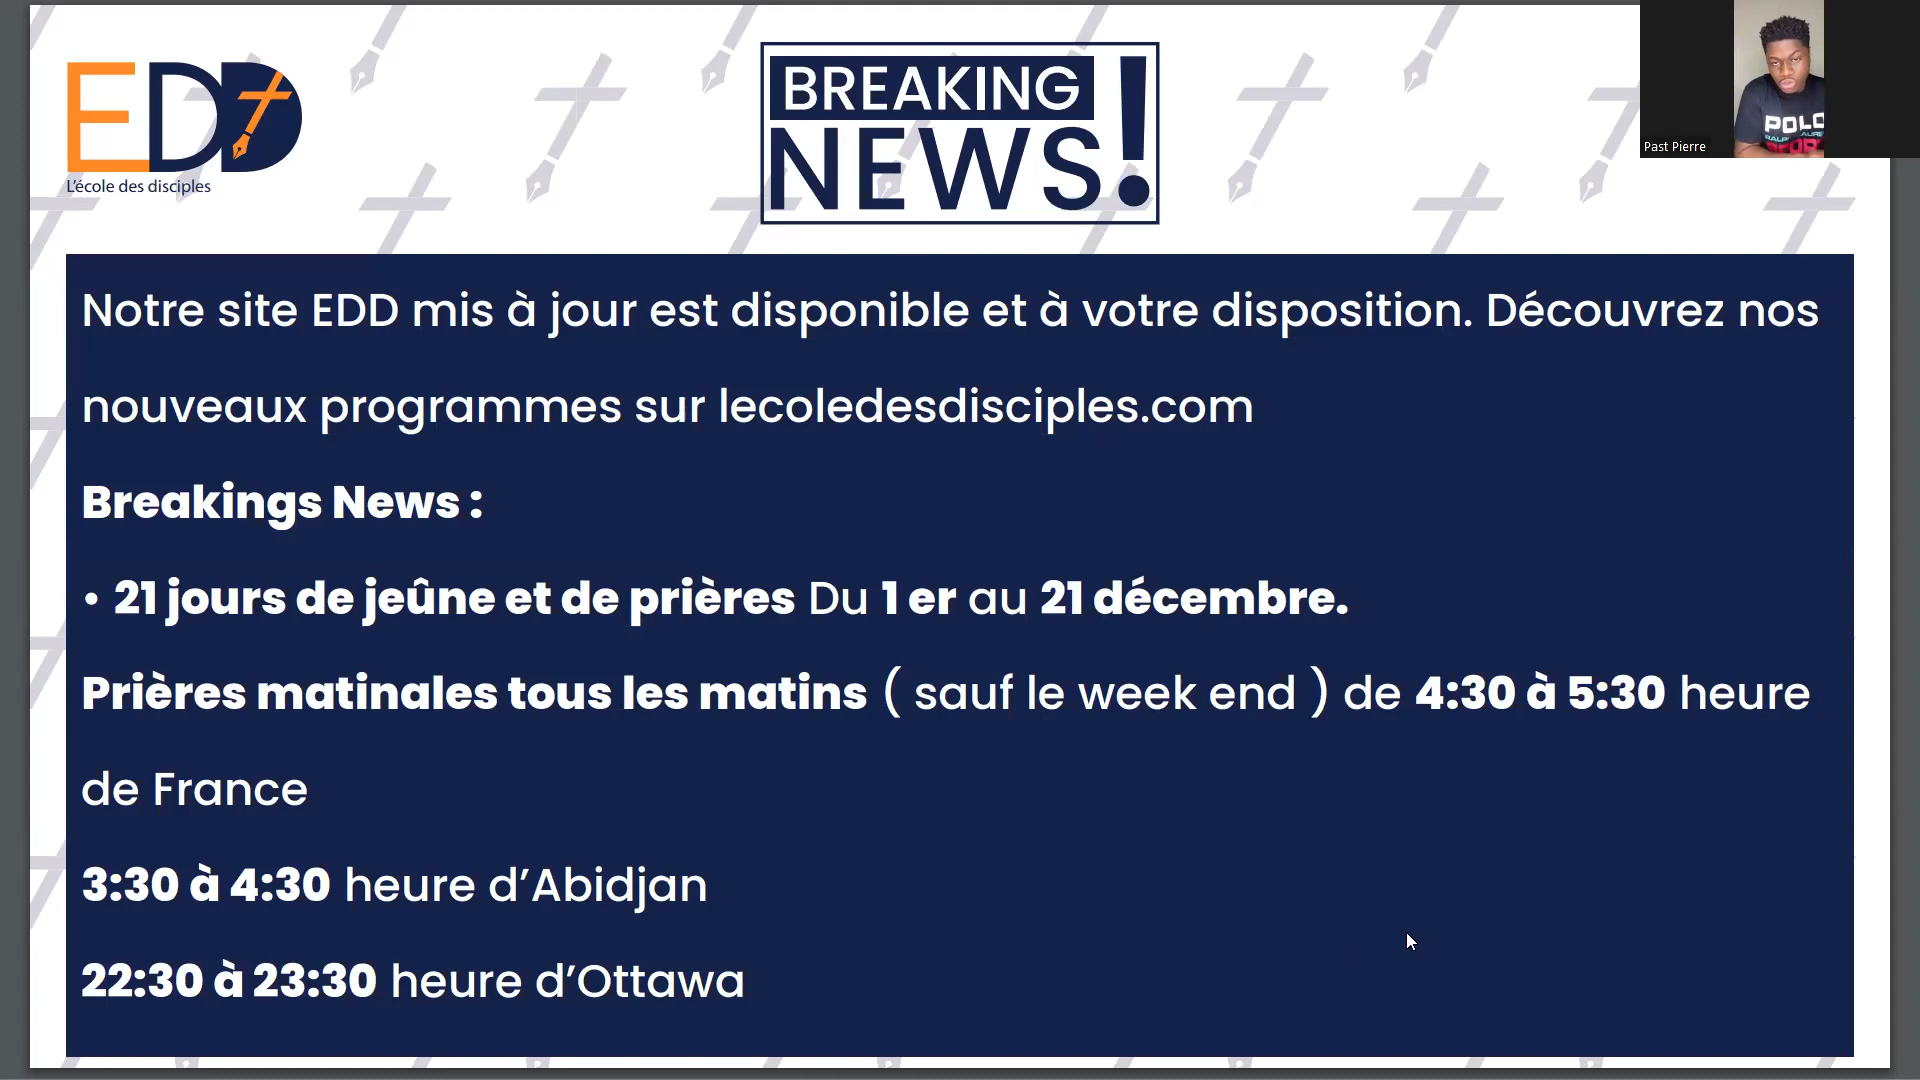 EDD
L'école des disciples
BREAKING
NEWS!
POLO
Past Pierre
Notre site EDD mis à jour est disponible et à votre disposition. Découvrez nos
nouveaux programmes sur lecoledesdisciples.com
Breakings News :
• 21 jours de jeûne et de prières Du 1 er au 21 décembre.
Prières matinales tous les matins ( sauf le week end ) de 4:30 à 5:30 heure
de France
3:30 à 4:30 heure d’Abidjan
22:30 à 23:30 heure d’Ottawa